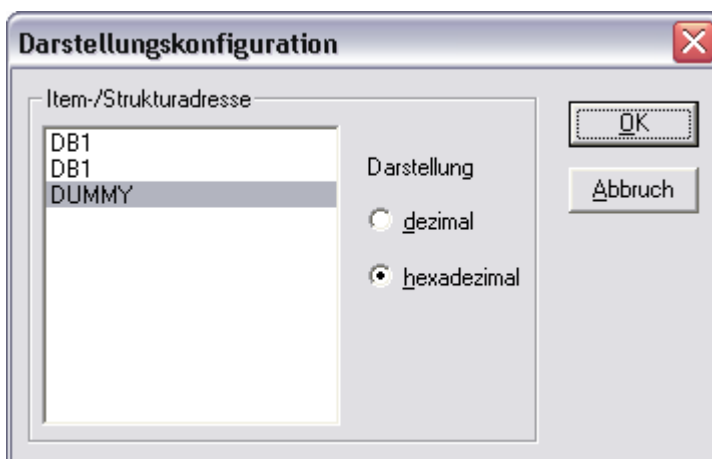 Darstellungskonfiguration
Item-/Strukturadresse
DB1
DB1
DUMMY
Darstellung
dezimal
hexadezimal
OK
Abbruch